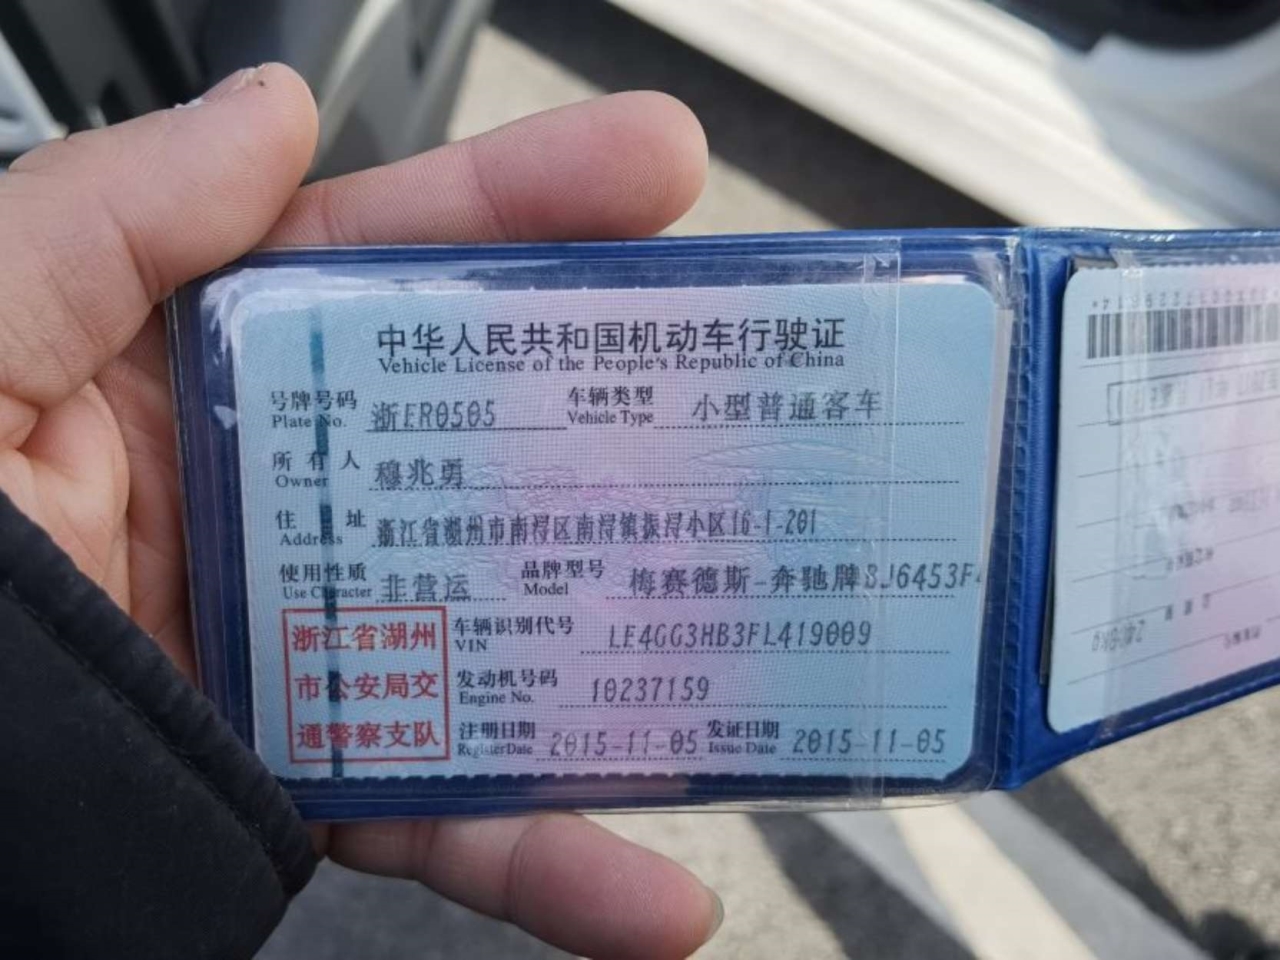 中华人民共和国机动车行驶证
Vehicle License of the People's Republic of China
号牌号码 浙ER0505 车辆类型 小型普通客车
Plate No. Vehicle Type
所有人 穆兆勇
Owner
住址 浙江省湖州市南浔区南浔镇振浔小区16-1-201
Address
使用性质 非营运 品牌型号 梅赛德斯-奔驰牌BJ6453F
Use Character Model
浙江省湖州
市公安局交
通警察支队
车辆识别代号 LE4GG3HB3FL419009
VIN
发动机号码 10237159
Engine No.
注册日期 2015-11-05 发证日期 2015-11-05
Register Date Issue Date